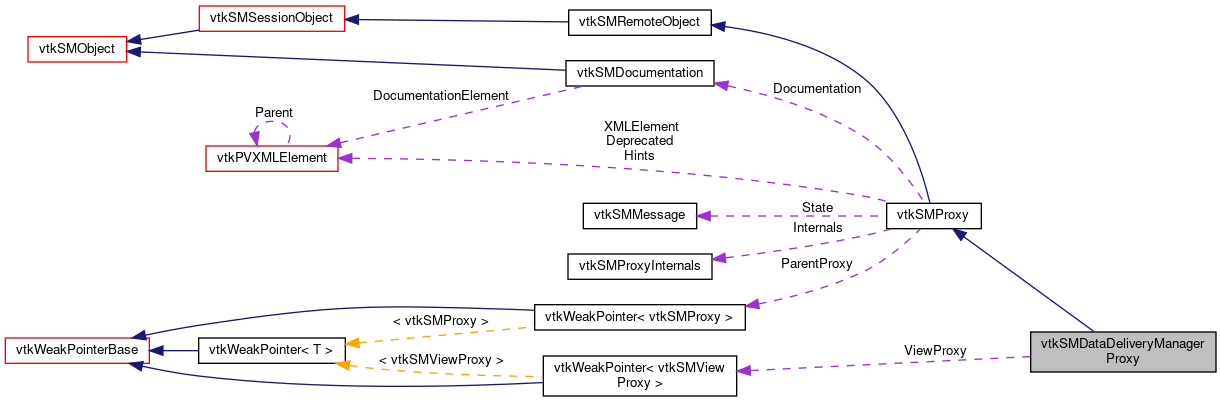 vtkSMSessionObject
vtkSMRemoteObject
vtkSMObject
vtkSMDocumentation
Documentation
DocumentationElement
Parent
XMLElement
Deprecated
Hints
vtkPVXMLElement
State
vtkSMMessage
vtkSMProxy
Internals
vtkSMProxyInternals
ParentProxy
vtkWeakPointer< vtkSMProxy >
< vtkSMProxy >
vtkWeakPointerBase
vtkWeakPointer< T >
< vtkSMViewProxy >
vtkWeakPointer< vtkSMView
Proxy >
ViewProxy
vtkSMDataDeliveryManager
Proxy